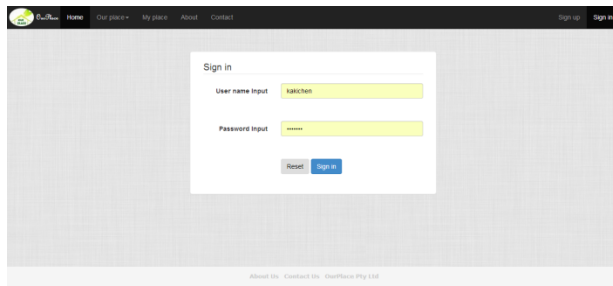 OurPlace Home Our place My place About Contact Sign up Sign in
Sign in
User name Input kakichen
Password Input •••••••
Reset Sign in
About Us Contact Us OurPlace Pty Ltd